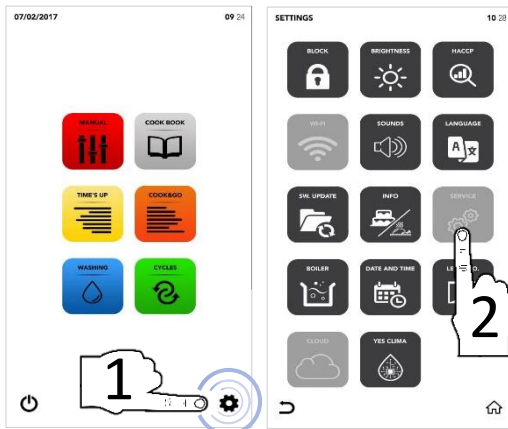 07/02/2017 09 24
MANUAL COOK BOOK
TIME'S UP COOK&GO
WASHING CYCLES
1
SETTINGS 10 28
BLOCK BRIGHTNESS HACCP
WI-FI SOUNDS LANGUAGE
A
SW. UPDATE INFO SERVICE
BOILER DATE AND TIME
CLOUD YES CLIMA
2